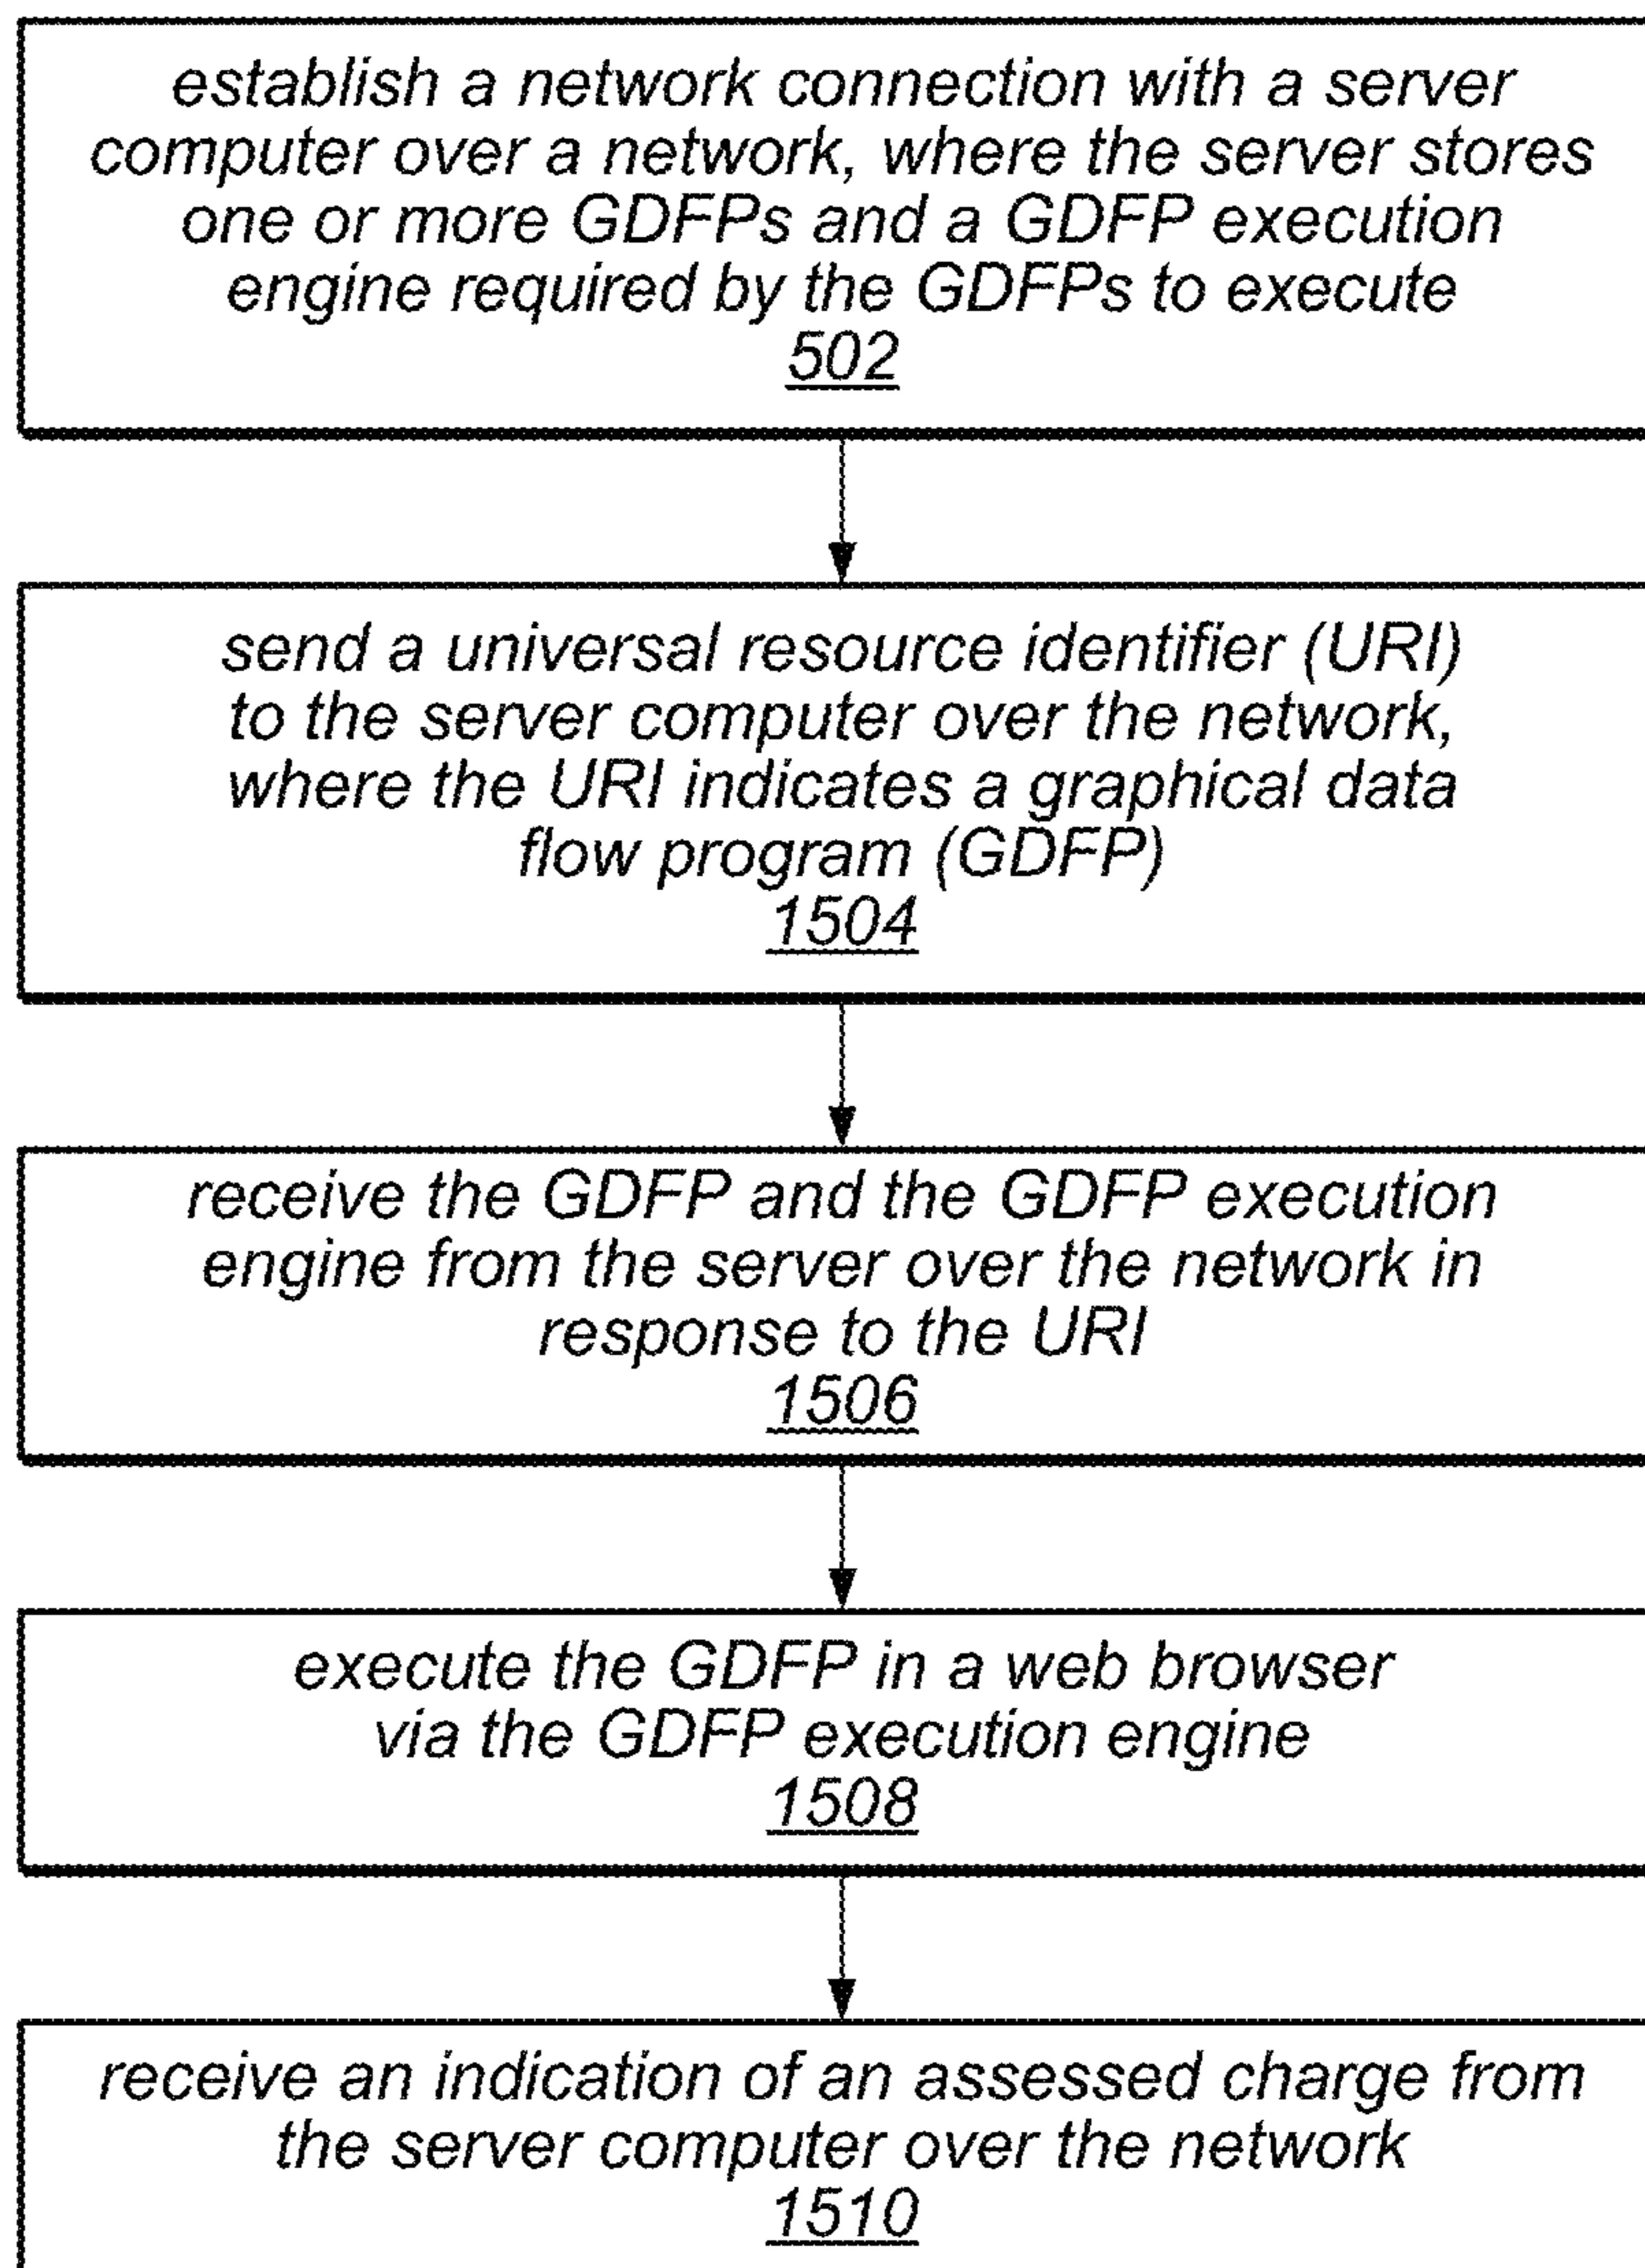 establish a network connection with a server
computer over a network, where the server stores
one or more GDFPs and a GDFP execution
engine required by the GDFPs to execute
502
send a universal resource identifier (URI)
to the server computer over the network,
where the URI indicates a graphical data
flow program (GDFP)
1504
receive the GDFP and the GDFP execution
engine from the server over the network in
response to the URI
1506
execute the GDFP in a web browser
via the GDFP execution engine
1508
receive an indication of an assessed charge from
the server computer over the network
1510